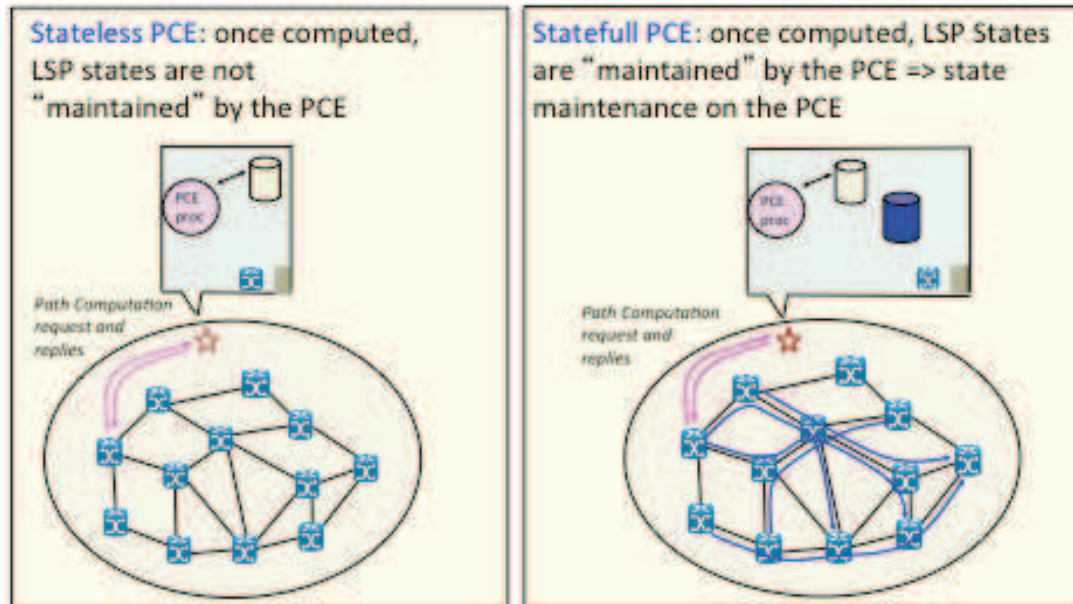 Stateless PCE: once computed,
LSP states are not
“maintained” by the PCE
PCE
proc
Path Computation
request and
replies
Statefull PCE: once computed, LSP States
are “maintained” by the PCE => state
maintenance on the PCE
PCE
proc
Path Computation
request and
replies